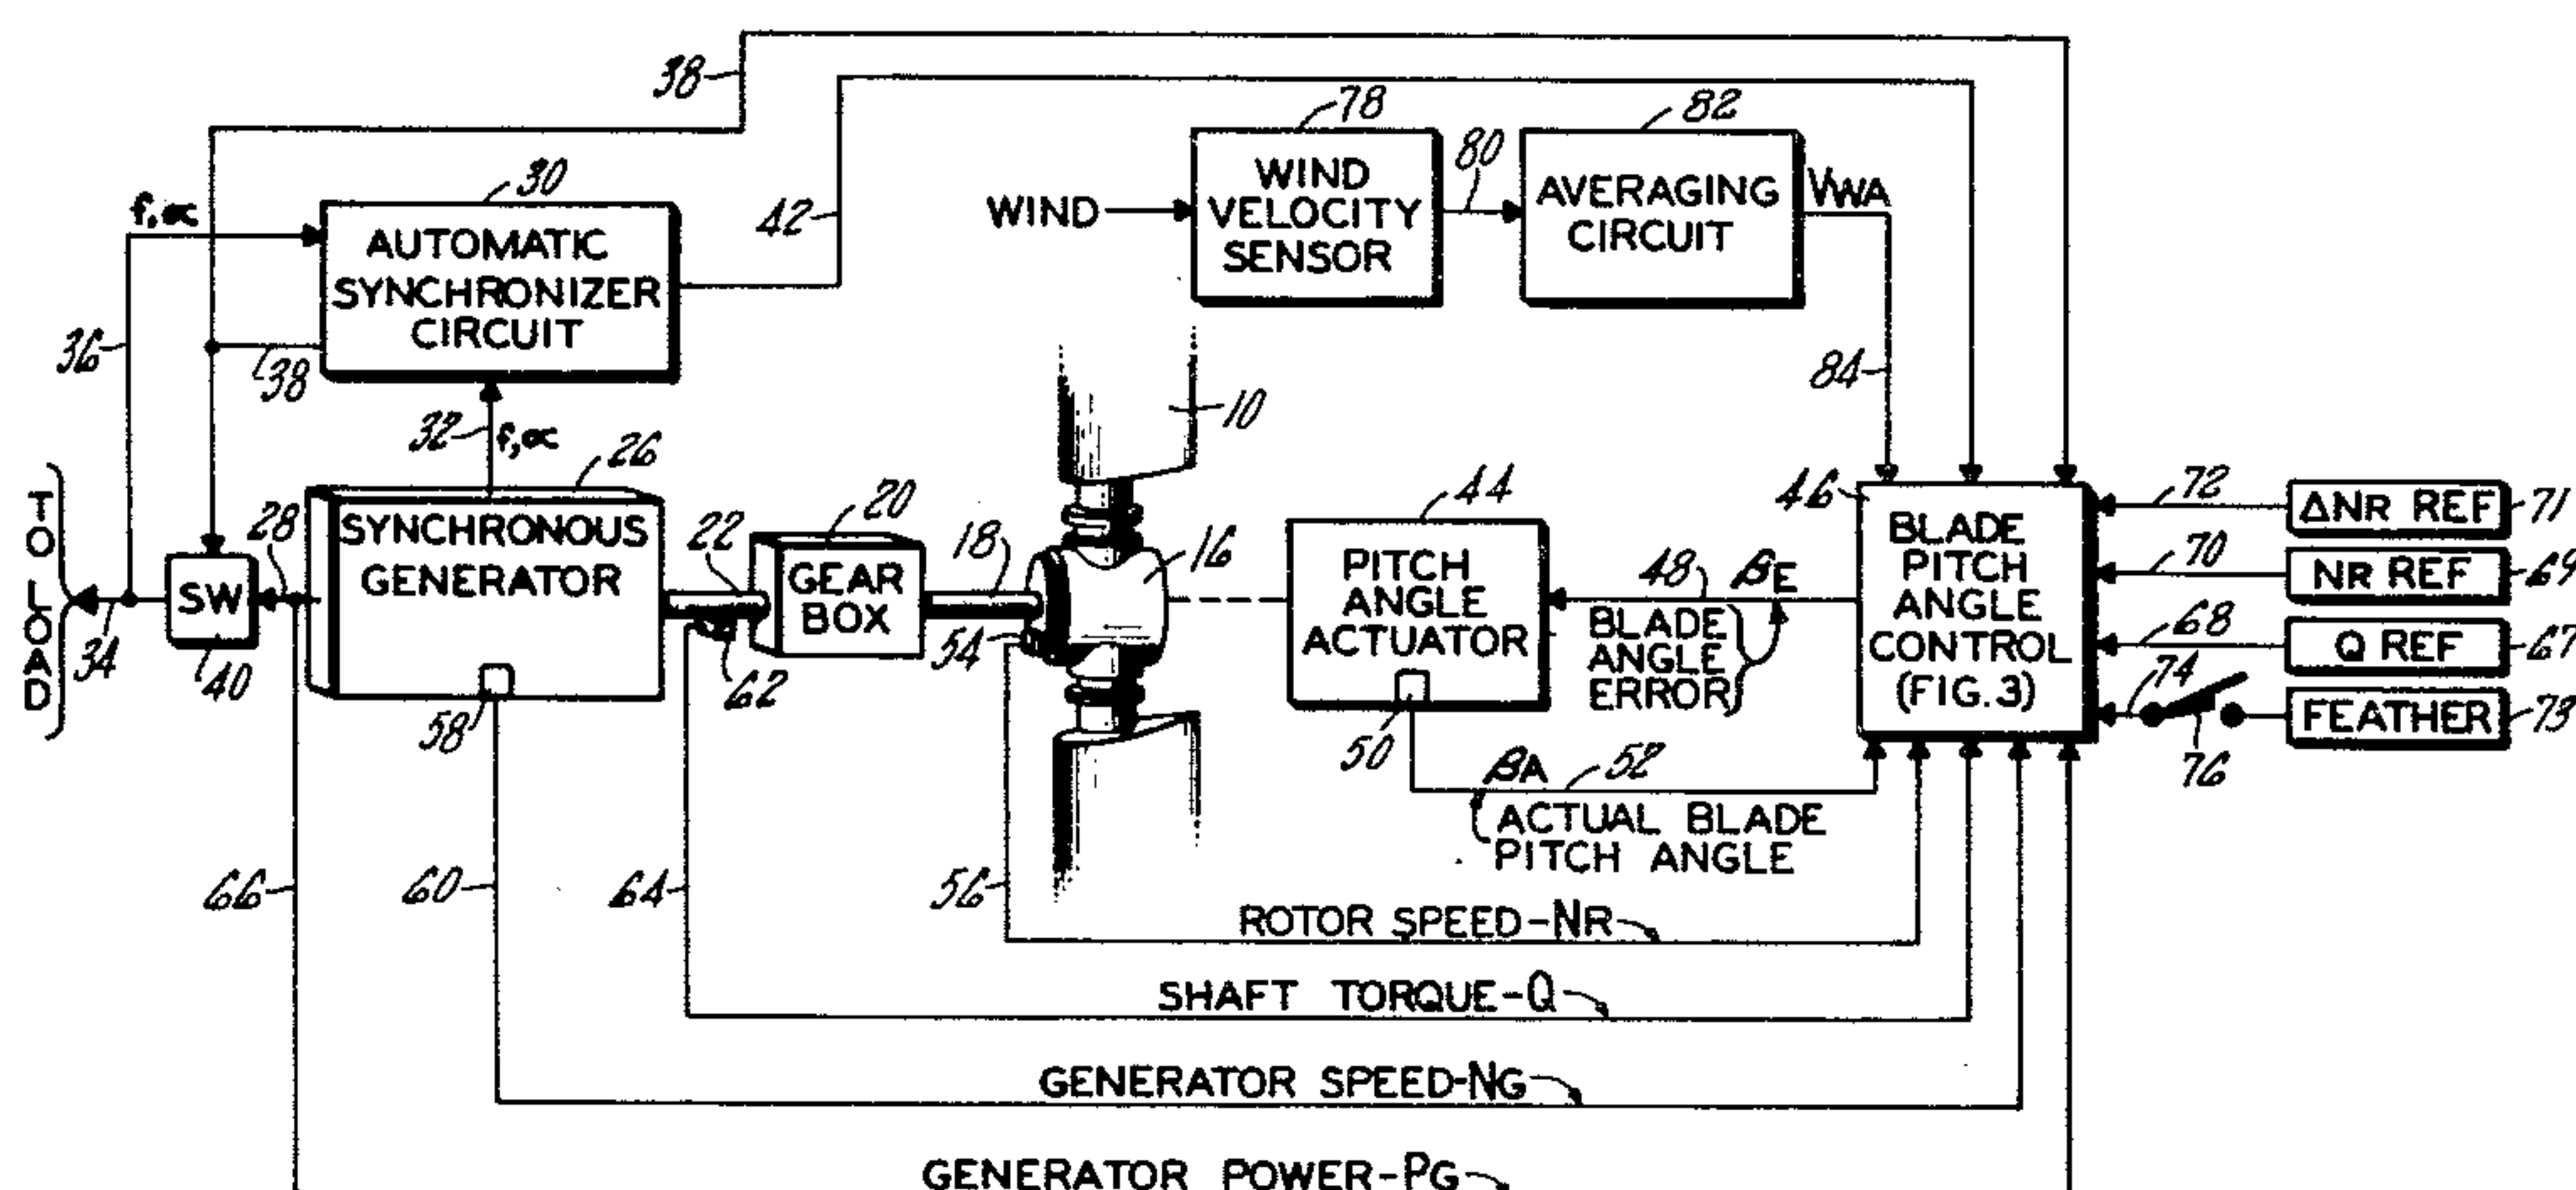 38
42
78
82
30
f,∝
AUTOMATIC
SYNCHRONIZER
CIRCUIT
36
38
WIND
WIND
VELOCITY
SENSOR
80
AVERAGING
CIRCUIT
VWA
84
10
32
f,∝
26
TO LOAD
34
SW
40
28
SYNCHRONOUS
GENERATOR
58
22
62
20
GEAR
BOX
18
54
16
44
PITCH
ANGLE
ACTUATOR
50
48
βE
BLADE
ANGLE
ERROR
46
BLADE
PITCH
ANGLE
CONTROL
(FIG. 3)
72
ΔNR REF
71
70
NR REF
69
68
Q REF
67
74
76
FEATHER
73
βA
52
ACTUAL BLADE
PITCH ANGLE
66
60
64
56
ROTOR SPEED-NR
SHAFT TORQUE-Q
GENERATOR SPEED-NG
GENERATOR POWER-PG